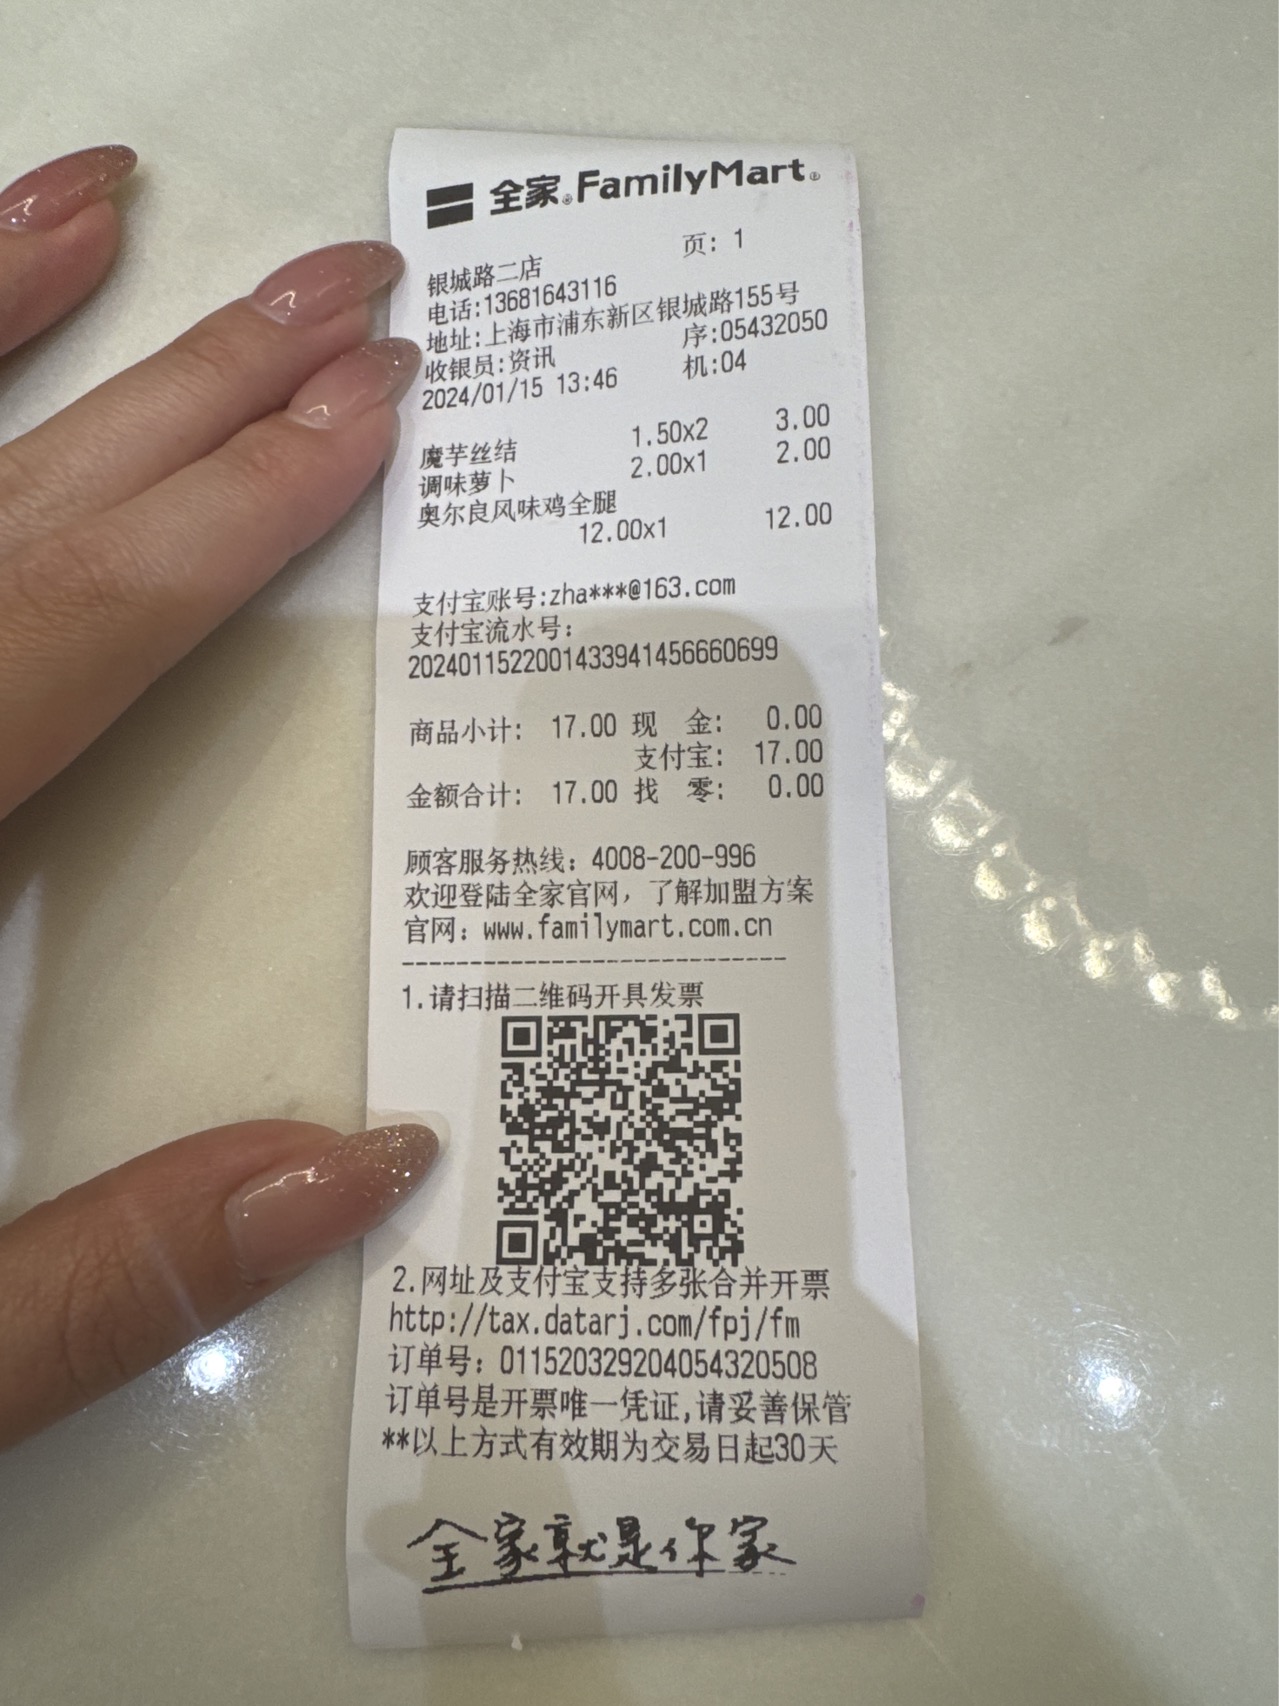 全家®FamilyMart®
页: 1
银城路二店
电话:13681643116
地址:上海市浦东新区银城路155号
收银员:资讯 序:05432050
2024/01/15 13:46 机:04
魔芋丝结 1.50x2 3.00
调味萝卜 2.00x1 2.00
奥尔良风味鸡全腿
12.00x1 12.00
支付宝账号:zha***@163.com
支付宝流水号:
2024011522001433941456660699
商品小计: 17.00 现 金: 0.00
支付宝: 17.00
金额合计: 17.00 找 零: 0.00
顾客服务热线: 4008-200-996
欢迎登陆全家官网, 了解加盟方案
官网: www.familymart.com.cn
----------------------------
1.请扫描二维码开具发票
2.网址及支付宝支持多张合并开票
http://tax.datarj.com/fpj/fm
订单号: 011520329204054320508
订单号是开票唯一凭证,请妥善保管
**以上方式有效期为交易日起30天
全家就是你家